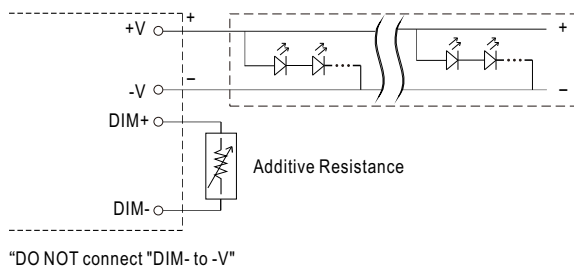 +V
+
+
-V
−
−
DIM+
Additive Resistance
DIM-
“DO NOT connect "DIM- to -V"